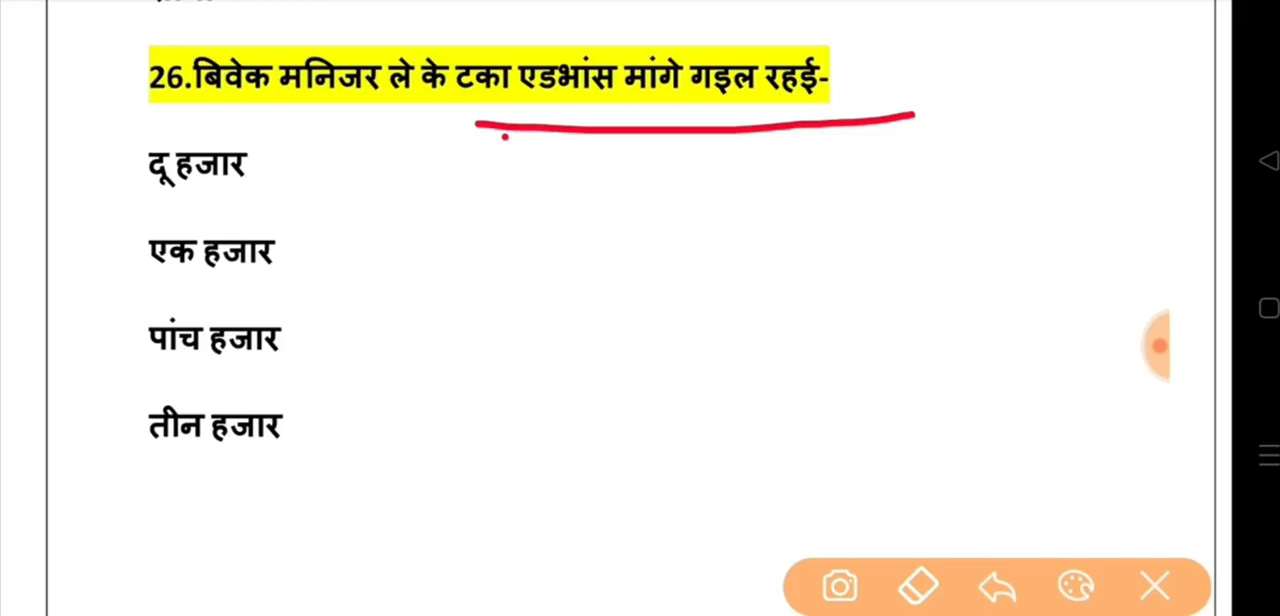 26.बिवेक मनिजर ले के टका एडभांस मांगे गइल रहई-
दू हजार
एक हजार
पांच हजार
तीन हजार